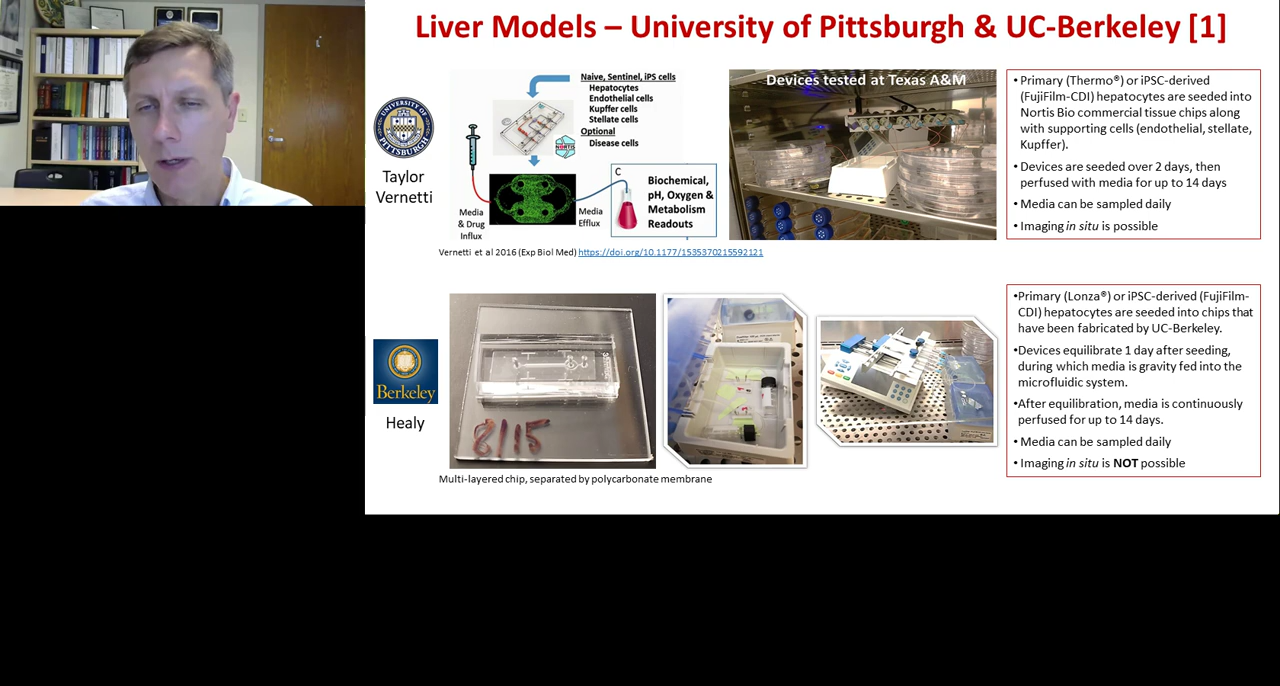 Liver Models – University of Pittsburgh & UC-Berkeley [1]
UNIVERSITY OF
PITTSBURGH
Taylor
Vernetti
Naive, Sentinel, iPS cells
Hepatocytes
Endothelial cells
Kupffer cells
Stellate cells
Optional
Disease cells
NORTIS
Media
& Drug
Influx
Media
Efflux
C
Biochemical,
pH, Oxygen &
Metabolism
Readouts
Vernetti et al 2016 (Exp Biol Med) https://doi.org/10.1177/1535370215592121
Devices tested at Texas A&M
• Primary (Thermo®) or iPSC-derived
(FujiFilm-CDI) hepatocytes are seeded into
Nortis Bio commercial tissue chips along
with supporting cells (endothelial, stellate,
Kupffer).
• Devices are seeded over 2 days, then
perfused with media for up to 14 days
• Media can be sampled daily
• Imaging in situ is possible
Berkeley
Healy
8/15
Multi-layered chip, separated by polycarbonate membrane
•Primary (Lonza®) or iPSC-derived (FujiFilm-
CDI) hepatocytes are seeded into chips that
have been fabricated by UC-Berkeley.
•Devices equilibrate 1 day after seeding,
during which media is gravity fed into the
microfluidic system.
•After equilibration, media is continuously
perfused for up to 14 days.
•Media can be sampled daily
•Imaging in situ is NOT possible